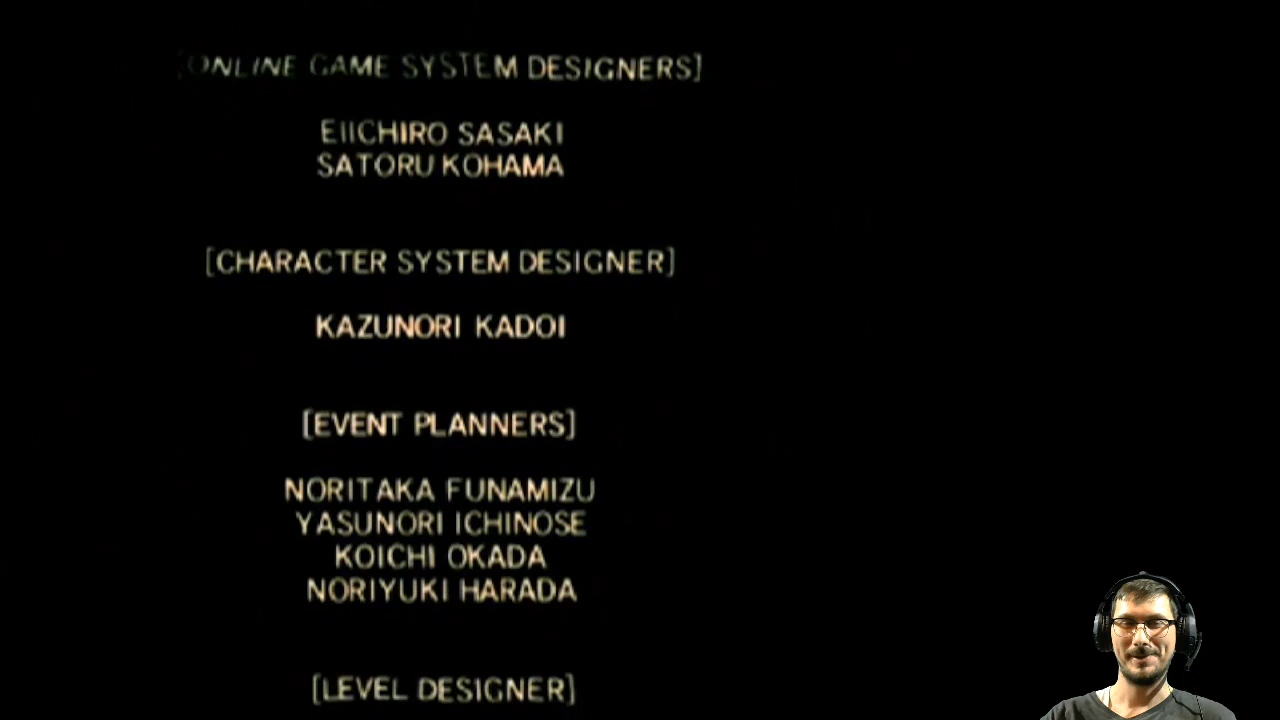 [ONLINE GAME SYSTEM DESIGNERS]
EIICHIRO SASAKI
SATORU KOHAMA
[CHARACTER SYSTEM DESIGNER]
KAZUNORI KADOI
[EVENT PLANNERS]
NORITAKA FUNAMIZU
YASUNORI ICHINOSE
KOICHI OKADA
NORIYUKI HARADA
[LEVEL DESIGNER]